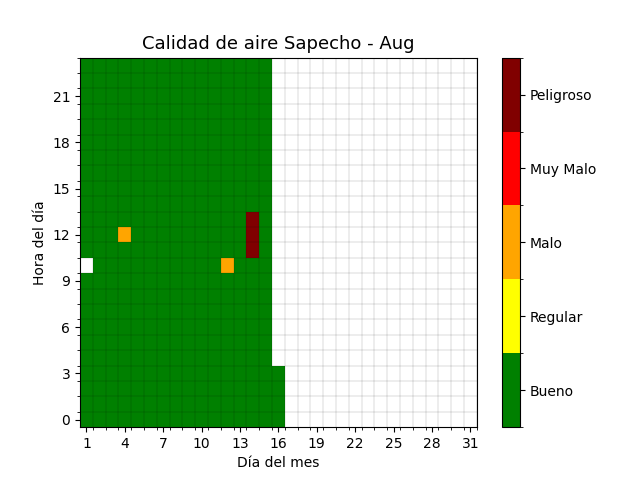 Calidad de aire Sapecho - Aug
Hora del día
21
18
15
12
9
6
3
0
1 4 7 10 13 16 19 22 25 28 31
Día del mes
Peligroso
Muy Malo
Malo
Regular
Bueno